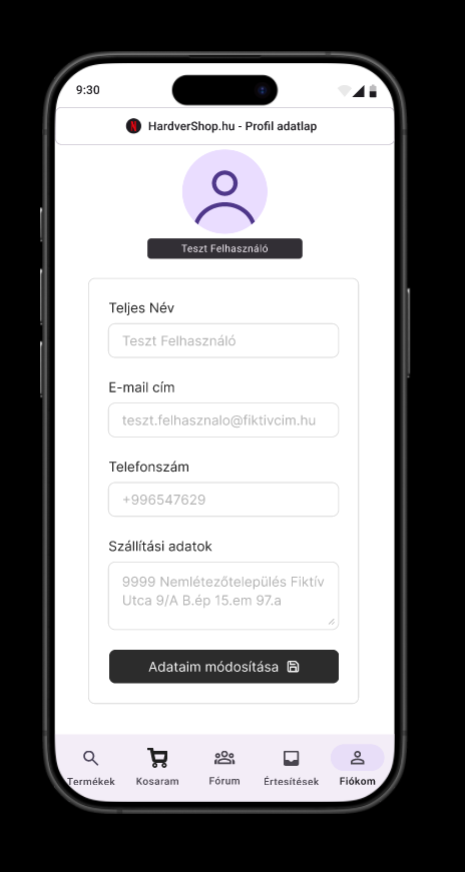 9:30
N HardverShop.hu - Profil adatlap
Teszt Felhasználó
Teljes Név
Teszt Felhasználó
E-mail cím
teszt.felhasznalo@fiktivcim.hu
Telefonszám
+996547629
Szállítási adatok
9999 Nemlétezőtelepülés Fiktív
Utca 9/A B.ép 15.em 97.a
Adataim módosítása
Termékek Kosaram Fórum Értesítések Fiókom